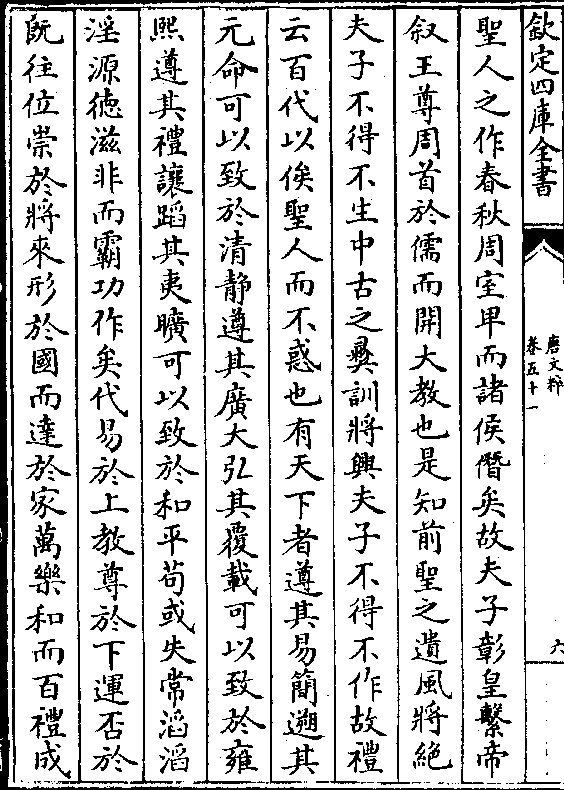 欽定四庫全書
唐文粹
卷五十一
六
聖人之作春秋周室卑而諸侯僭矣故夫子彰皇繫帝
叙王尊周首於儒而開大教也是知前聖之遺風將絶
夫子不得不生中古之彞訓將興夫子不得不作故禮
云百代以俟聖人而不惑也有天下者遵其易簡遡其
元命可以致於清静遵其廣大弘其覆載可以致於雍
熙遵其禮讓蹈其夷曠可以致於和平苟或失常滔滔
淫源徳滋非而霸功作矣代易於上教尊於下運否於
既往位崇於將來形於國而達於家萬樂和而百禮成